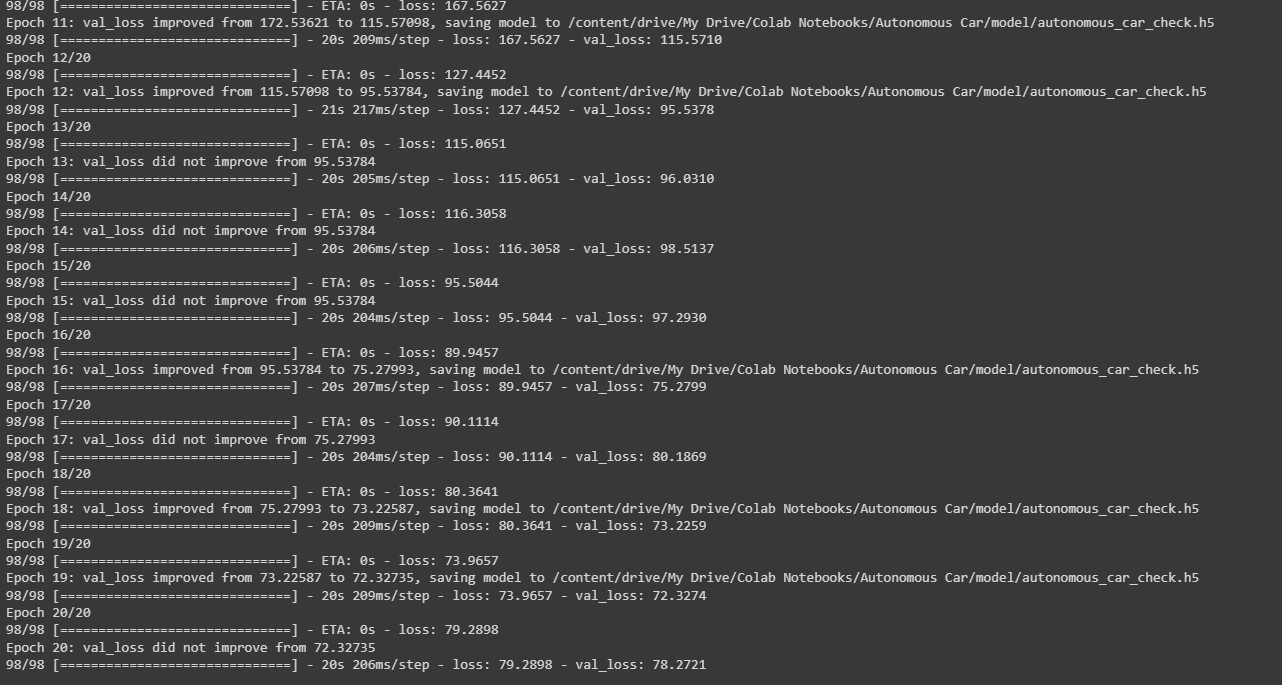 98/98 [==============================] - ETA: 0s - loss: 167.5627
Epoch 11: val_loss improved from 172.53621 to 115.57098, saving model to /content/drive/My Drive/Colab Notebooks/Autonomous Car/model/autonomous_car_check.h5
98/98 [==============================] - 20s 209ms/step - loss: 167.5627 - val_loss: 115.5710
Epoch 12/20
98/98 [==============================] - ETA: 0s - loss: 127.4452
Epoch 12: val_loss improved from 115.57098 to 95.53784, saving model to /content/drive/My Drive/Colab Notebooks/Autonomous Car/model/autonomous_car_check.h5
98/98 [==============================] - 21s 217ms/step - loss: 127.4452 - val_loss: 95.5378
Epoch 13/20
98/98 [==============================] - ETA: 0s - loss: 115.0651
Epoch 13: val_loss did not improve from 95.53784
98/98 [==============================] - 20s 205ms/step - loss: 115.0651 - val_loss: 96.0310
Epoch 14/20
98/98 [==============================] - ETA: 0s - loss: 116.3058
Epoch 14: val_loss did not improve from 95.53784
98/98 [==============================] - 20s 206ms/step - loss: 116.3058 - val_loss: 98.5137
Epoch 15/20
98/98 [==============================] - ETA: 0s - loss: 95.5044
Epoch 15: val_loss did not improve from 95.53784
98/98 [==============================] - 20s 204ms/step - loss: 95.5044 - val_loss: 97.2930
Epoch 16/20
98/98 [==============================] - ETA: 0s - loss: 89.9457
Epoch 16: val_loss improved from 95.53784 to 75.27993, saving model to /content/drive/My Drive/Colab Notebooks/Autonomous Car/model/autonomous_car_check.h5
98/98 [==============================] - 20s 207ms/step - loss: 89.9457 - val_loss: 75.2799
Epoch 17/20
98/98 [==============================] - ETA: 0s - loss: 90.1114
Epoch 17: val_loss did not improve from 75.27993
98/98 [==============================] - 20s 204ms/step - loss: 90.1114 - val_loss: 80.1869
Epoch 18/20
98/98 [==============================] - ETA: 0s - loss: 80.3641
Epoch 18: val_loss improved from 75.27993 to 73.22587, saving model to /content/drive/My Drive/Colab Notebooks/Autonomous Car/model/autonomous_car_check.h5
98/98 [==============================] - 20s 209ms/step - loss: 80.3641 - val_loss: 73.2259
Epoch 19/20
98/98 [==============================] - ETA: 0s - loss: 73.9657
Epoch 19: val_loss improved from 73.22587 to 72.32735, saving model to /content/drive/My Drive/Colab Notebooks/Autonomous Car/model/autonomous_car_check.h5
98/98 [==============================] - 20s 209ms/step - loss: 73.9657 - val_loss: 72.3274
Epoch 20/20
98/98 [==============================] - ETA: 0s - loss: 79.2898
Epoch 20: val_loss did not improve from 72.32735
98/98 [==============================] - 20s 206ms/step - loss: 79.2898 - val_loss: 78.2721